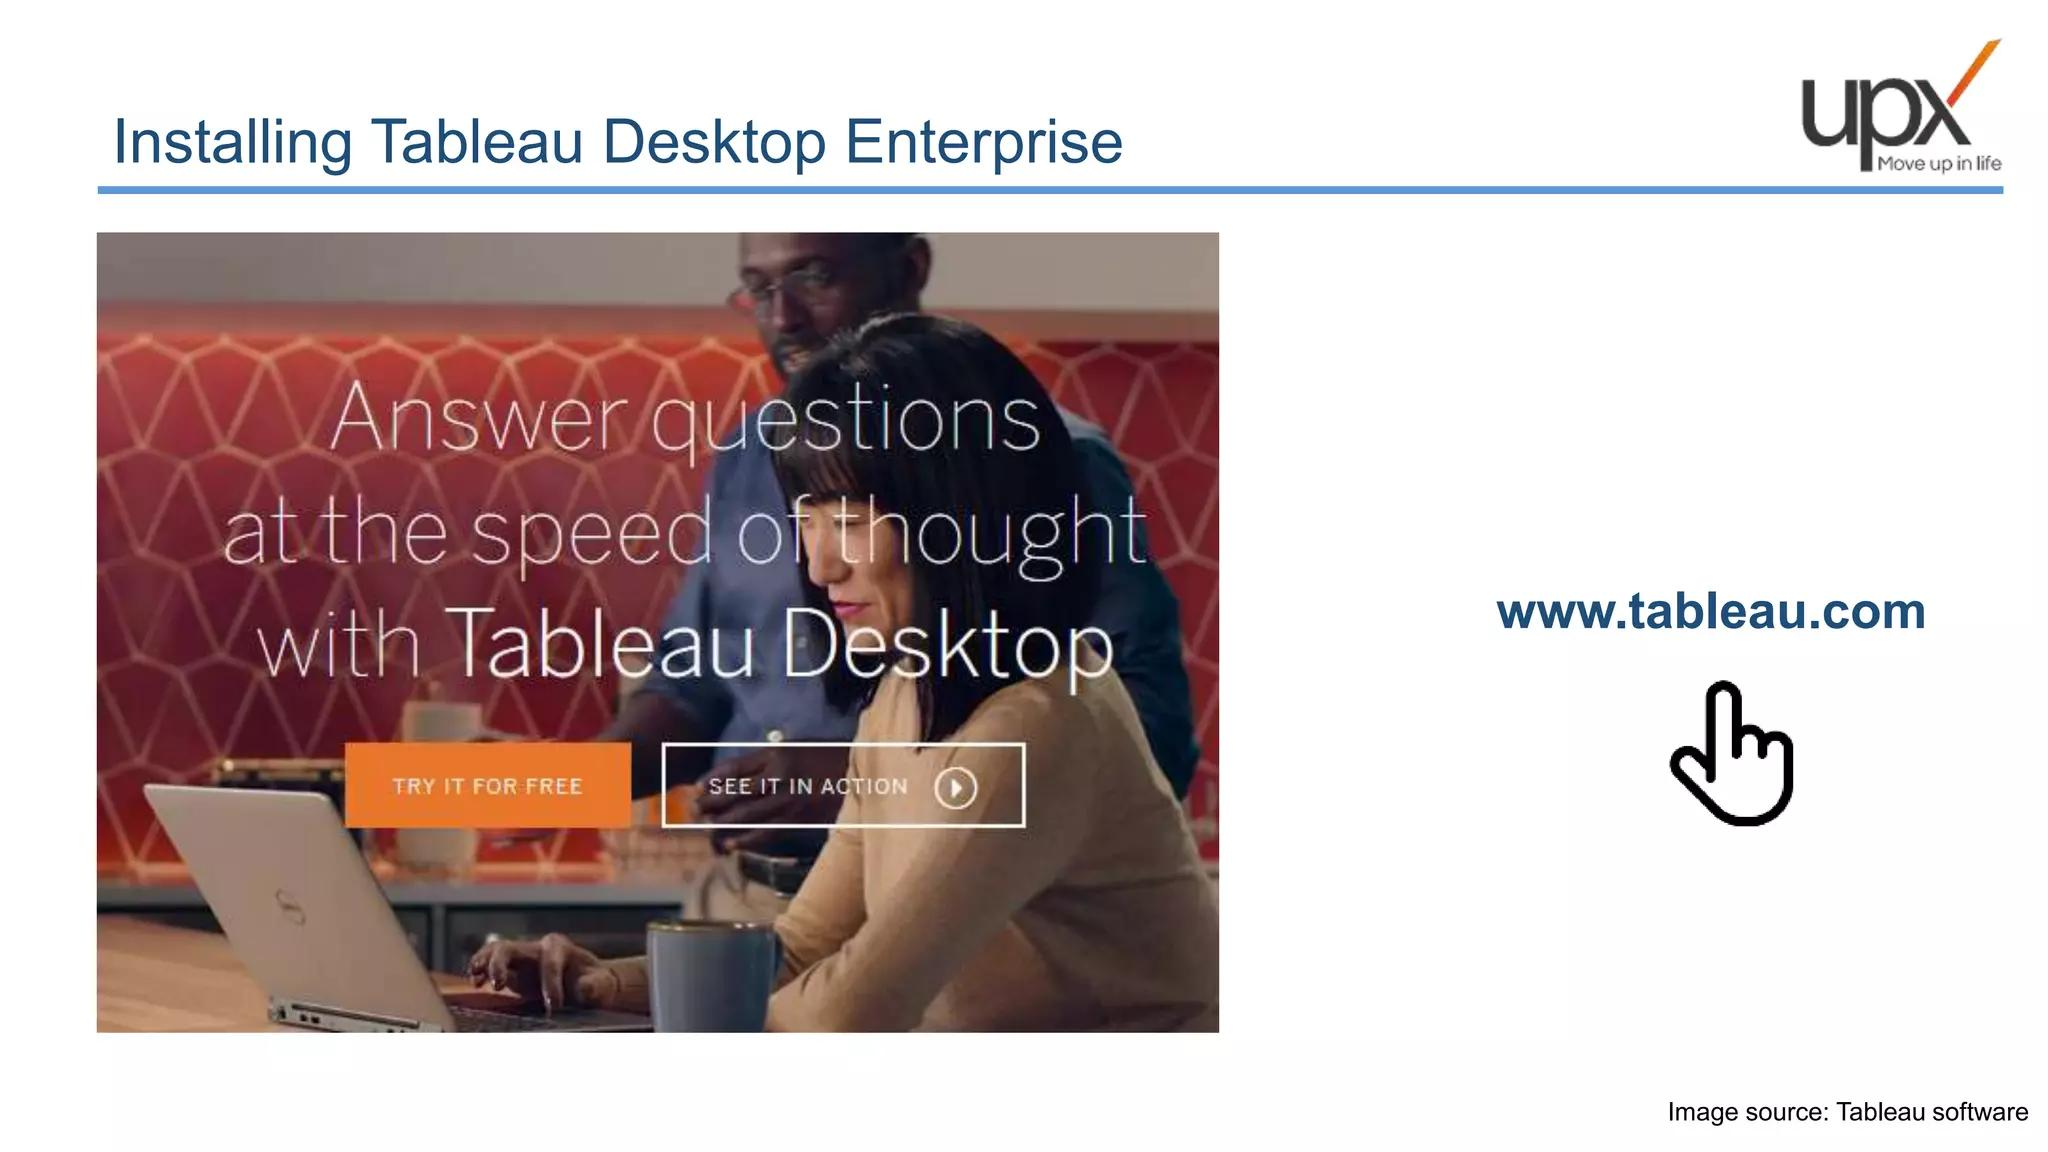 Installing Tableau Desktop Enterprise
upx
Move up in life
Answer questions
at the speed of thought
with Tableau Desktop
TRY IT FOR FREE
SEE IT IN ACTION
www.tableau.com
Image source: Tableau software